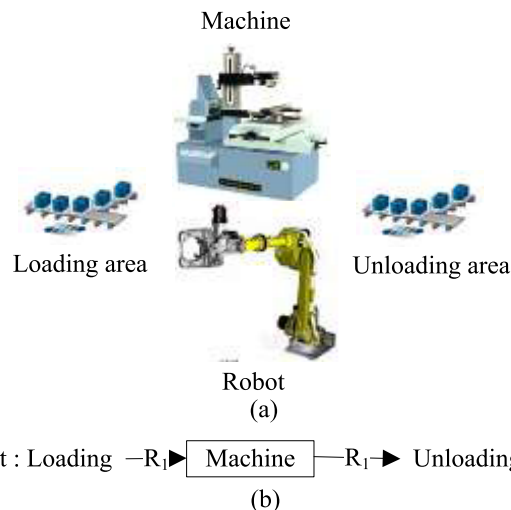 Machine
Loading area
Unloading area
Robot
(a)
t : Loading R₁ Machine R₁ Unloading
(b)